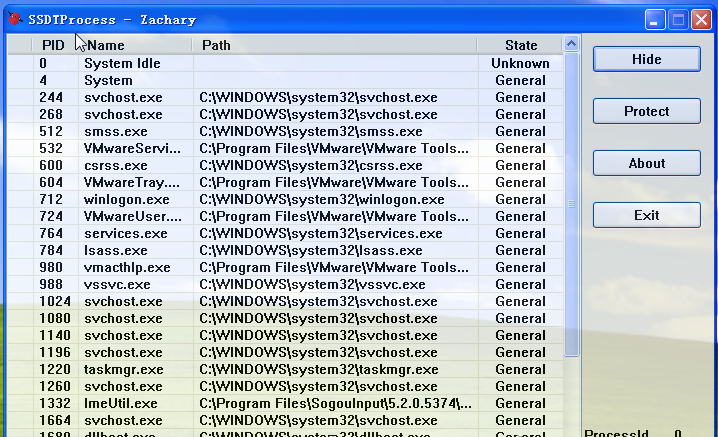 SSDTProcess - Zachary
PID Name Path State
0 System Idle Unknown
4 System General
244 svchost.exe C:\WINDOWS\system32\svchost.exe General
268 svchost.exe C:\WINDOWS\system32\svchost.exe General
512 smss.exe C:\WINDOWS\system32\smss.exe General
532 VMwareServi... C:\Program Files\VMware\VMware Tools... General
600 csrss.exe C:\WINDOWS\system32\csrss.exe General
604 VMwareTray.... C:\Program Files\VMware\VMware Tools... General
712 winlogon.exe C:\WINDOWS\system32\winlogon.exe General
724 VMwareUser.... C:\Program Files\VMware\VMware Tools... General
764 services.exe C:\WINDOWS\system32\services.exe General
784 lsass.exe C:\WINDOWS\system32\lsass.exe General
980 vmacthlp.exe C:\Program Files\VMware\VMware Tools... General
988 vssvc.exe C:\WINDOWS\system32\vssvc.exe General
1024 svchost.exe C:\WINDOWS\system32\svchost.exe General
1080 svchost.exe C:\WINDOWS\system32\svchost.exe General
1140 svchost.exe C:\WINDOWS\system32\svchost.exe General
1196 svchost.exe C:\WINDOWS\system32\svchost.exe General
1220 taskmgr.exe C:\WINDOWS\system32\taskmgr.exe General
1260 svchost.exe C:\WINDOWS\system32\svchost.exe General
1332 ImeUtil.exe C:\Program Files\SogouInput\5.2.0.5374\... General
1664 svchost.exe C:\WINDOWS\system32\svchost.exe General
1680 dllhost.exe C:\WINDOWS\system32\dllhost.exe General
Hide
Protect
About
Exit
ProcessId 0